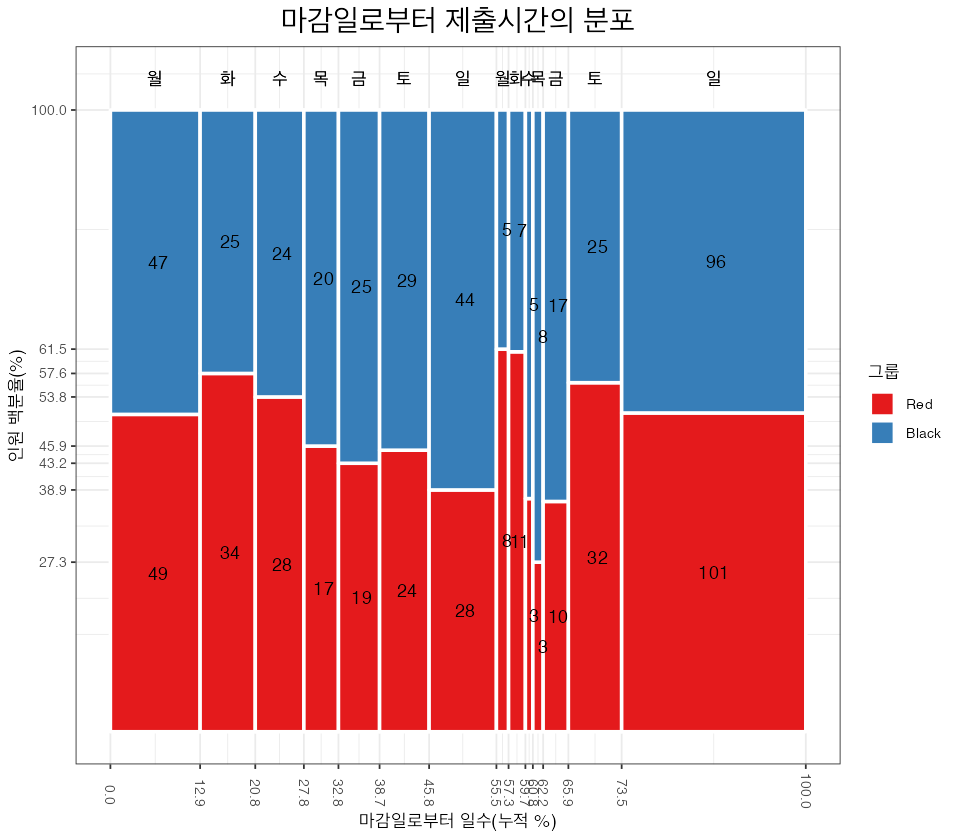 마감일로부터 제출시간의 분포
월 화 수 목 금 토 일 월 화 수 목 금 토 일
100.0
61.5
57.6
53.8
45.9
43.2
38.9
27.3
인원 백분율(%)
47 25 24 20 25 29 44 5 7 5 8 17 25 96
49 34 28 17 19 24 28 8 11 3 3 10 32 101
그룹
Red
Black
0.0 12.9 20.8 27.8 32.8 38.7 45.8 55.5 57.3 59.7 62.2 65.9 73.5 100.0
마감일로부터 일수(누적 %)